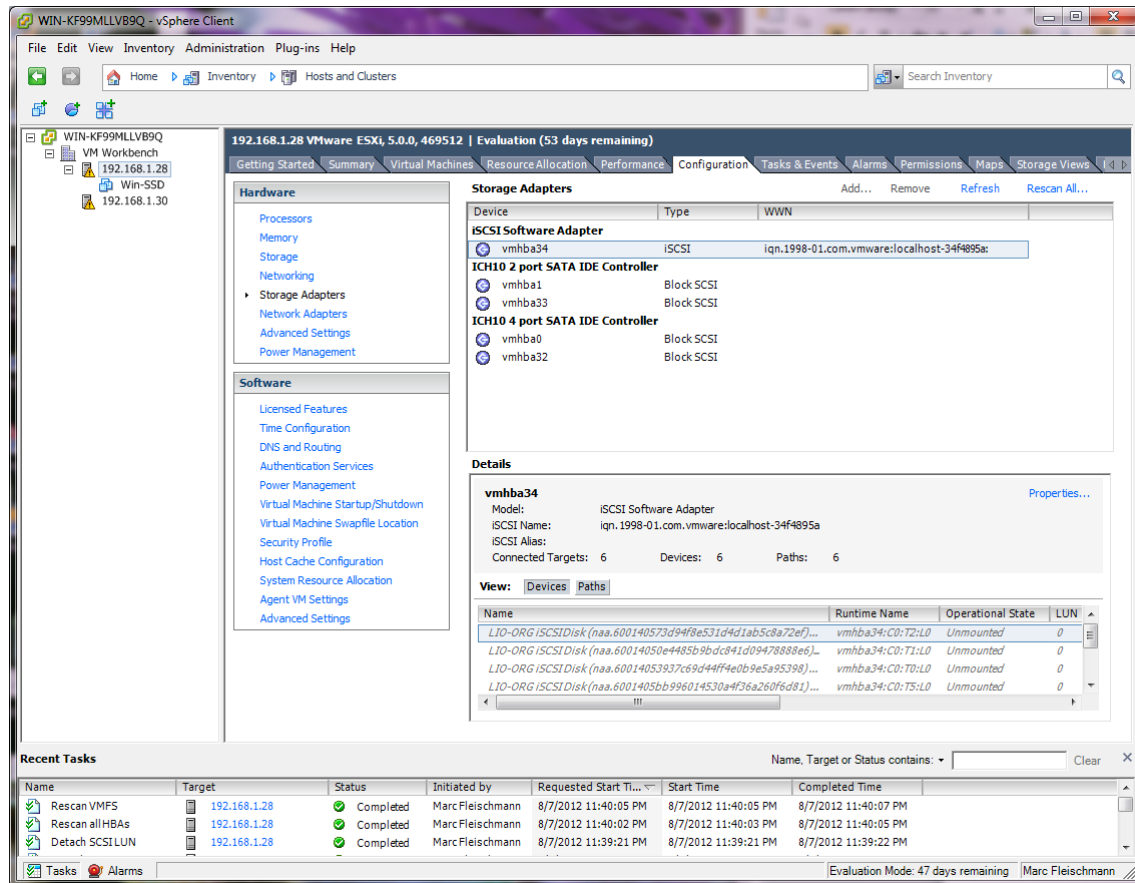 WIN-KF99MLLVB9Q - vSphere Client
File Edit View Inventory Administration Plug-ins Help
Home Inventory Hosts and Clusters
Search Inventory
WIN-KF99MLLVB9Q
VM Workbench
192.168.1.28
Win-SSD
192.168.1.30
192.168.1.28 VMware ESXi, 5.0.0, 469512 | Evaluation (53 days remaining)
Getting Started Summary Virtual Machines Resource Allocation Performance Configuration Tasks & Events Alarms Permissions Maps Storage Views
Hardware
Processors
Memory
Storage
Networking
Storage Adapters
Network Adapters
Advanced Settings
Power Management
Software
Licensed Features
Time Configuration
DNS and Routing
Authentication Services
Power Management
Virtual Machine Startup/Shutdown
Virtual Machine Swapfile Location
Security Profile
Host Cache Configuration
System Resource Allocation
Agent VM Settings
Advanced Settings
Storage Adapters Add... Remove Refresh Rescan All...
Device Type WWN
iSCSI Software Adapter
vmhba34 iSCSI iqn.1998-01.com.vmware:localhost-34f4895a:
ICH10 2 port SATA IDE Controller
vmhba1 Block SCSI
vmhba33 Block SCSI
ICH10 4 port SATA IDE Controller
vmhba0 Block SCSI
vmhba32 Block SCSI
Details
vmhba34 Properties...
Model: iSCSI Software Adapter
iSCSI Name: iqn.1998-01.com.vmware:localhost-34f4895a
iSCSI Alias:
Connected Targets: 6 Devices: 6 Paths: 6
View: Devices Paths
Name Runtime Name Operational State LUN
LIO-ORG iSCSI Disk (naa.600140573d94f8e531d4d1ab5c8a72ef)... vmhba34:C0:T2:L0 Unmounted 0
LIO-ORG iSCSI Disk (naa.60014050e4485b9bdc841d09478888e6)... vmhba34:C0:T1:L0 Unmounted 0
LIO-ORG iSCSI Disk (naa.60014053937c69d44ff4e0b9e5a95398)... vmhba34:C0:T0:L0 Unmounted 0
LIO-ORG iSCSI Disk (naa.6001405bb996014530a4f36a260f6d81)... vmhba34:C0:T5:L0 Unmounted 0
Recent Tasks Name, Target or Status contains: Clear
Name Target Status Initiated by Requested Start Ti... Start Time Completed Time
Rescan VMFS 192.168.1.28 Completed Marc Fleischmann 8/7/2012 11:40:05 PM 8/7/2012 11:40:05 PM 8/7/2012 11:40:07 PM
Rescan all HBAs 192.168.1.28 Completed Marc Fleischmann 8/7/2012 11:40:02 PM 8/7/2012 11:40:03 PM 8/7/2012 11:40:05 PM
Detach SCSI LUN 192.168.1.28 Completed Marc Fleischmann 8/7/2012 11:39:21 PM 8/7/2012 11:39:21 PM 8/7/2012 11:39:22 PM
Tasks Alarms Evaluation Mode: 47 days remaining Marc Fleischmann